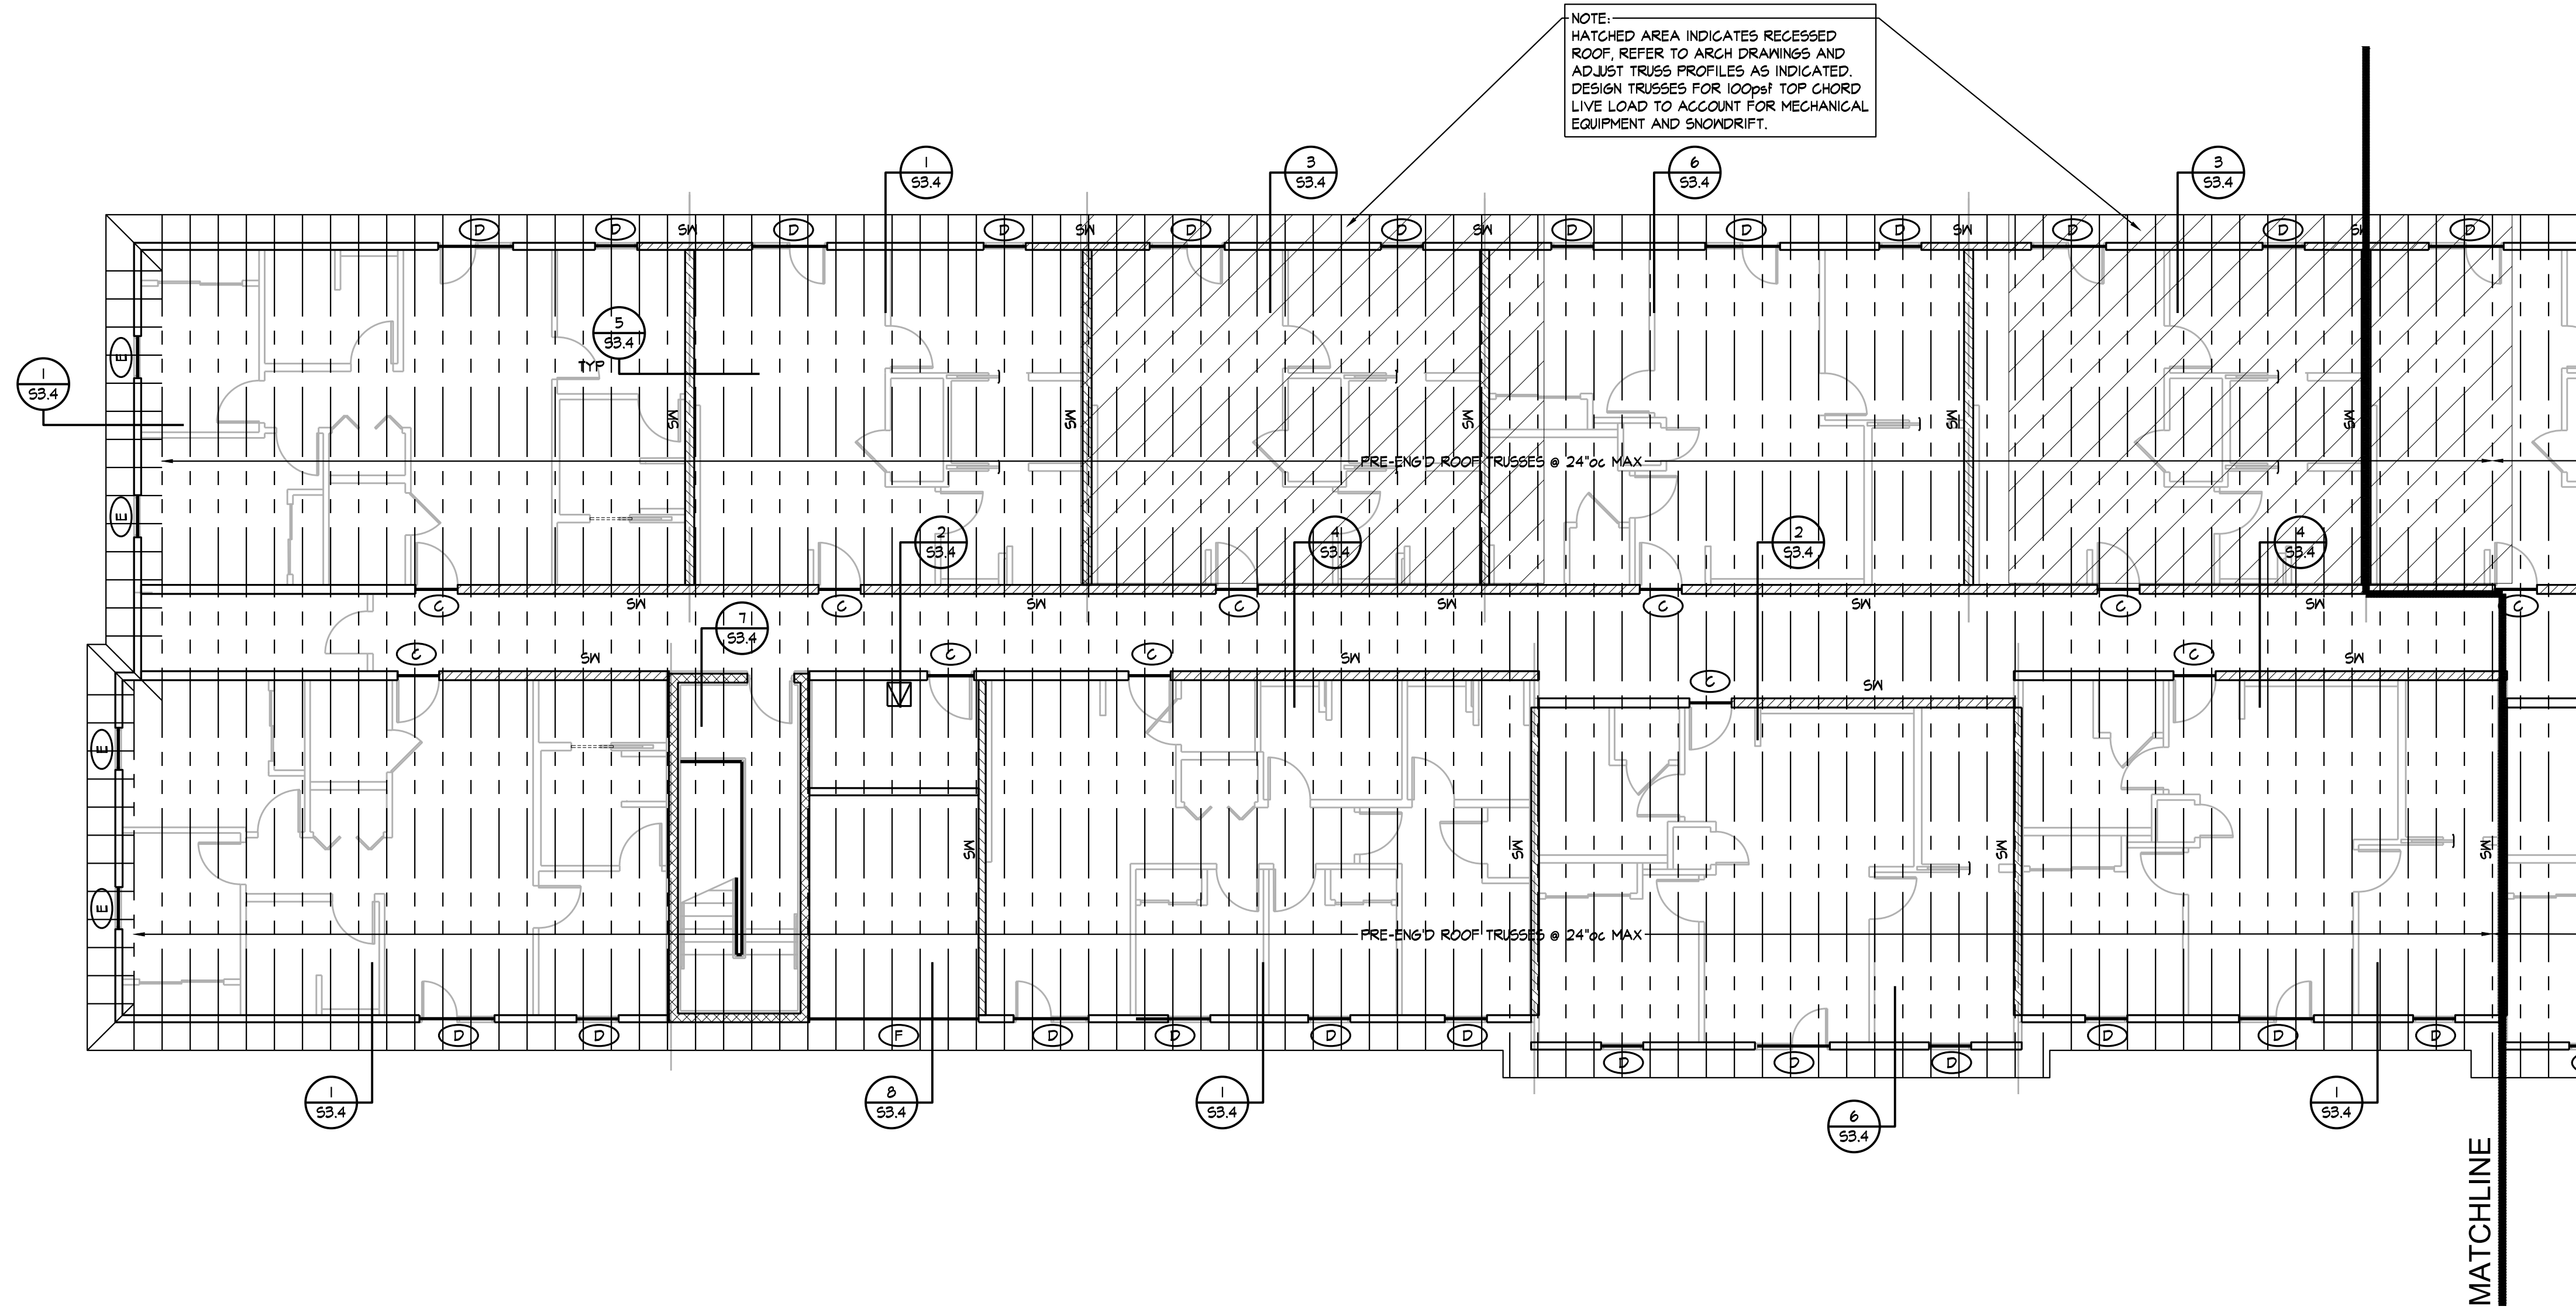 NOTE:
HATCHED AREA INDICATES RECESSED
ROOF, REFER TO ARCH DRAWINGS AND
ADJUST TRUSS PROFILES AS INDICATED.
DESIGN TRUSSES FOR 100psf TOP CHORD
LIVE LOAD TO ACCOUNT FOR MECHANICAL
EQUIPMENT AND SNOWDRIFT.
1
S3.4
3
S3.4
6
S3.4
3
S3.4
D D SW D D SW D D SW D D D SW D D SW D
5
S3.4
TYP
E
1
S3.4
SW SW SW SW SW
PRE-ENG'D ROOF TRUSSES @ 24"oc MAX
E
2
S3.4
4
S3.4
2
S3.4
4
S3.4
C SW C SW C SW C SW C SW C
7
S3.4
C SW C C SW C SW C SW
E
SW SW SW SW
E
PRE-ENG'D ROOF TRUSSES @ 24"oc MAX
D D F D D D D D D D D D D
1
S3.4
8
S3.4
1
S3.4
6
S3.4
1
S3.4
MATCHLINE